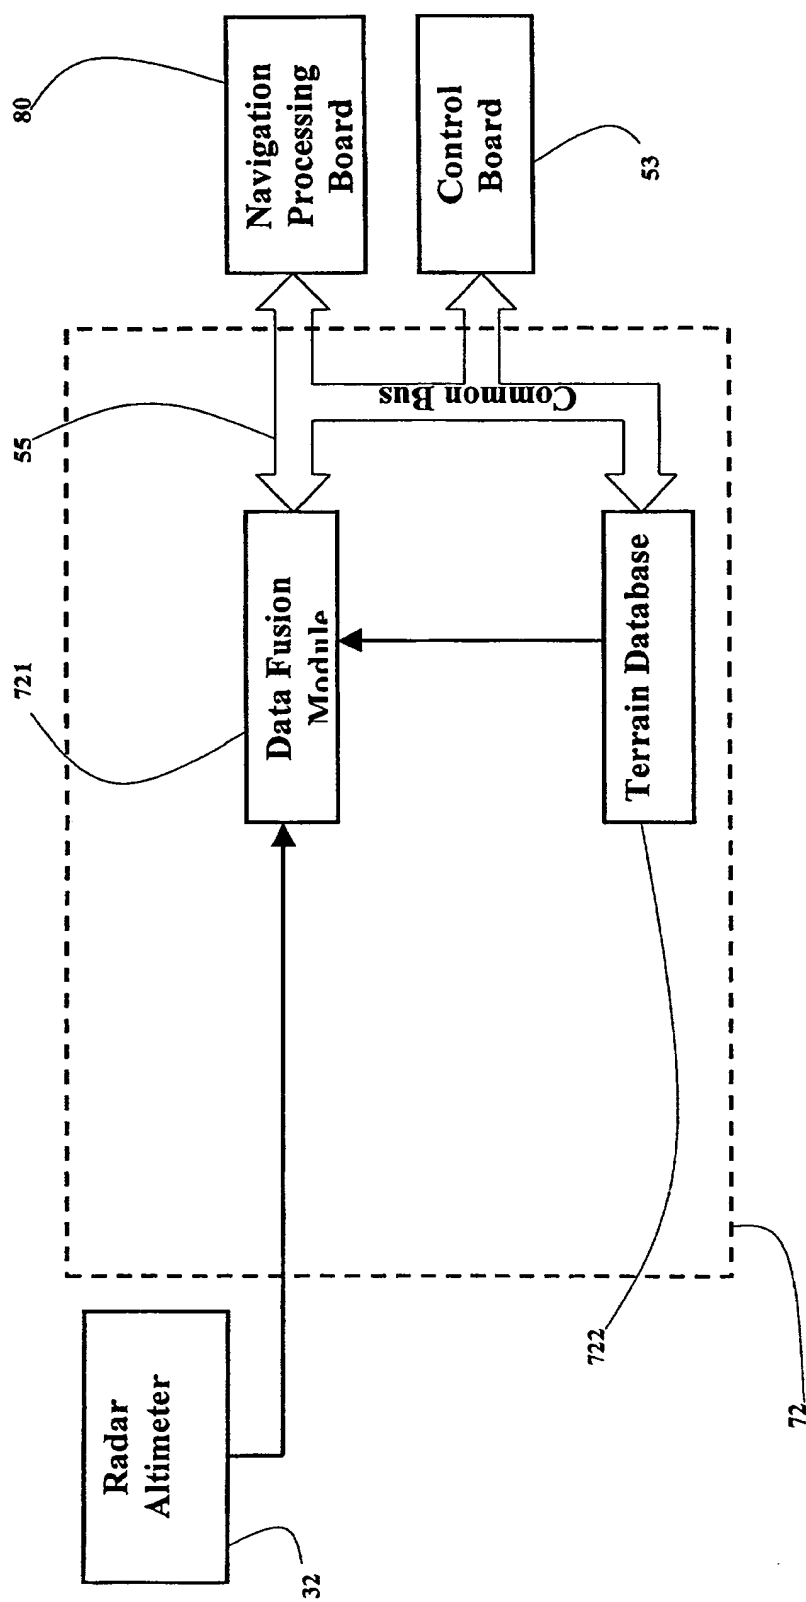 80
Navigation
Processing
Board
Control
Board
53
55
Common Bus
721
Data Fusion
Module
Terrain Database
722
72
Radar
Altimeter
32